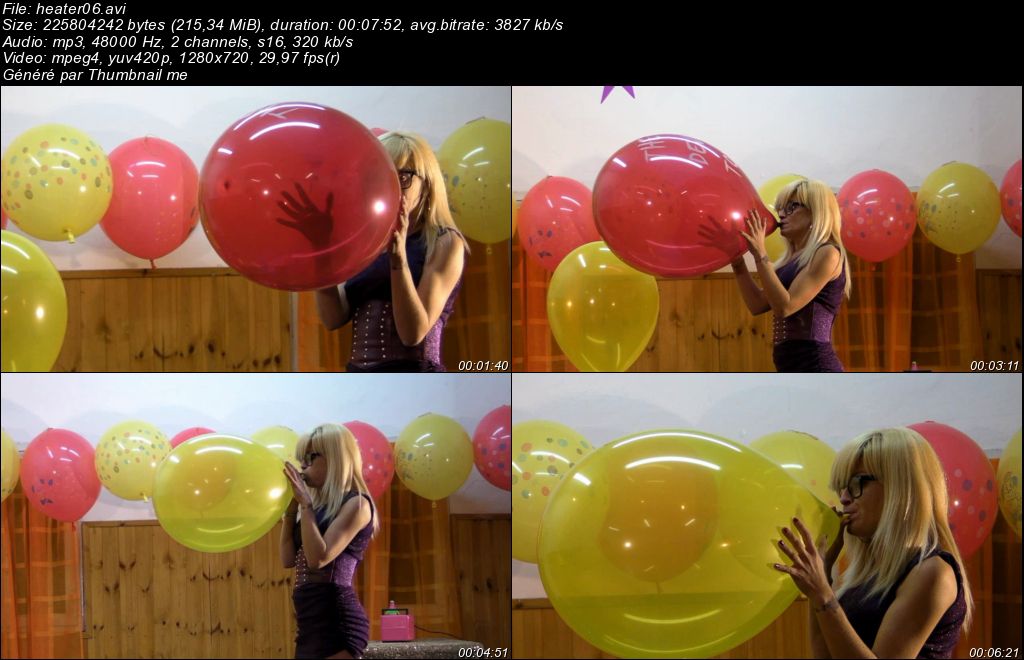 File: heater06.avi
Size: 225804242 bytes (215,34 MiB), duration: 00:07:52, avg.bitrate: 3827 kb/s
Audio: mp3, 48000 Hz, 2 channels, s16, 320 kb/s
Video: mpeg4, yuv420p, 1280x720, 29,97 fps(r)
Généré par Thumbnail me
00:01:40
THE
DE
00:03:11
00:04:51
00:06:21